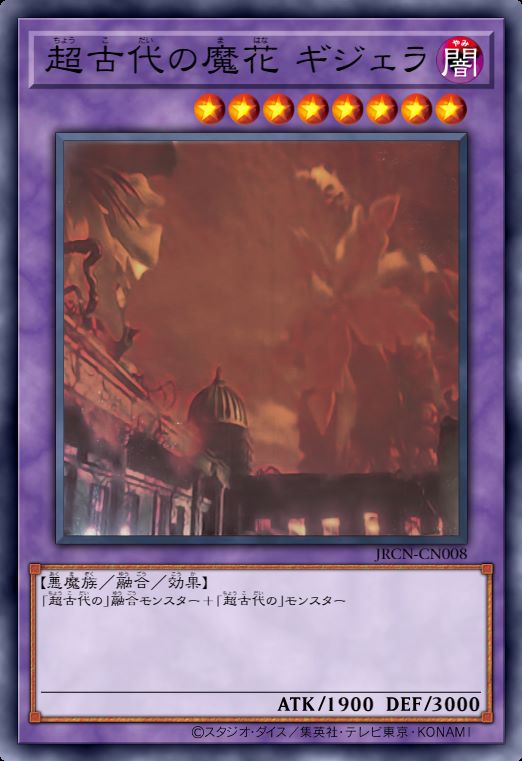 超古代の魔花 ギジェラ
闇
JRCN-CN008
【悪魔族/融合/効果】
「超古代の」融合モンスター+「超古代の」モンスター
ATK/1900 DEF/3000
©スタジオ・ダイス/集英社・テレビ東京・KONAMI